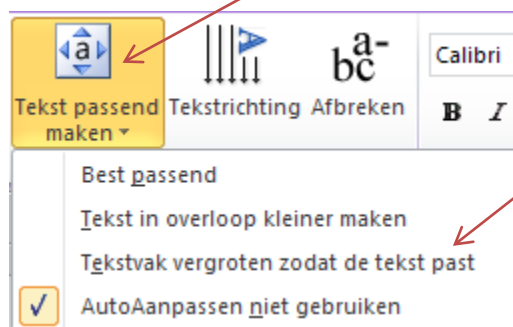 a
A
a-
bc
Calibri
Tekst passend
maken
Tekstrichting
Afbreken
B I
Best passend
Tekst in overloop kleiner maken
Tekstvak vergroten zodat de tekst past
AutoAanpassen niet gebruiken